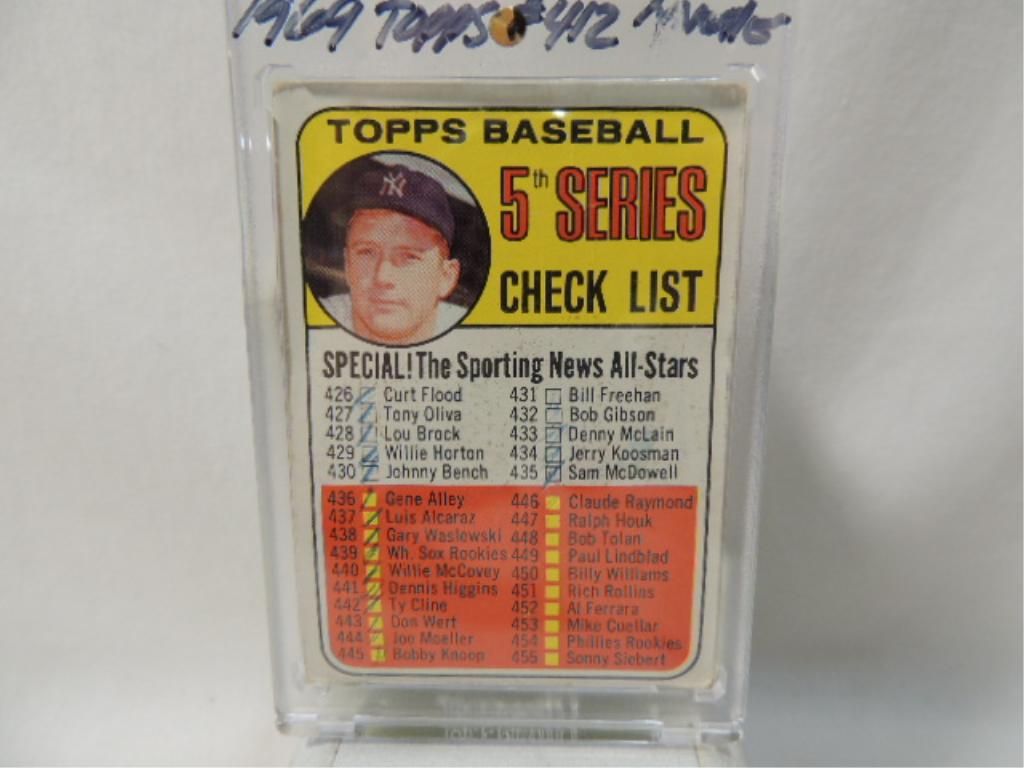 1969 TOPPS #412 Mantle
TOPPS BASEBALL
NY
5th SERIES
CHECK LIST
SPECIAL! The Sporting News All-Stars
426 Curt Flood 431 Bill Freehan
427 Tony Oliva 432 Bob Gibson
428 Lou Brock 433 Denny McLain
429 Willie Horton 434 Jerry Koosman
430 Johnny Bench 435 Sam McDowell
436 Gene Alley 446 Claude Raymond
437 Luis Alcaraz 447 Ralph Houk
438 Gary Waslewski 448 Bob Tolan
439 Wh. Sox Rookies 449 Paul Lindblad
440 Willie McCovey 450 Billy Williams
441 Dennis Higgins 451 Rich Rollins
442 Ty Cline 452 Al Ferrara
443 Don Wert 453 Mike Cuellar
444 Joe Moeller 454 Phillies Rookies
445 Bobby Knoop 455 Sonny Siebert